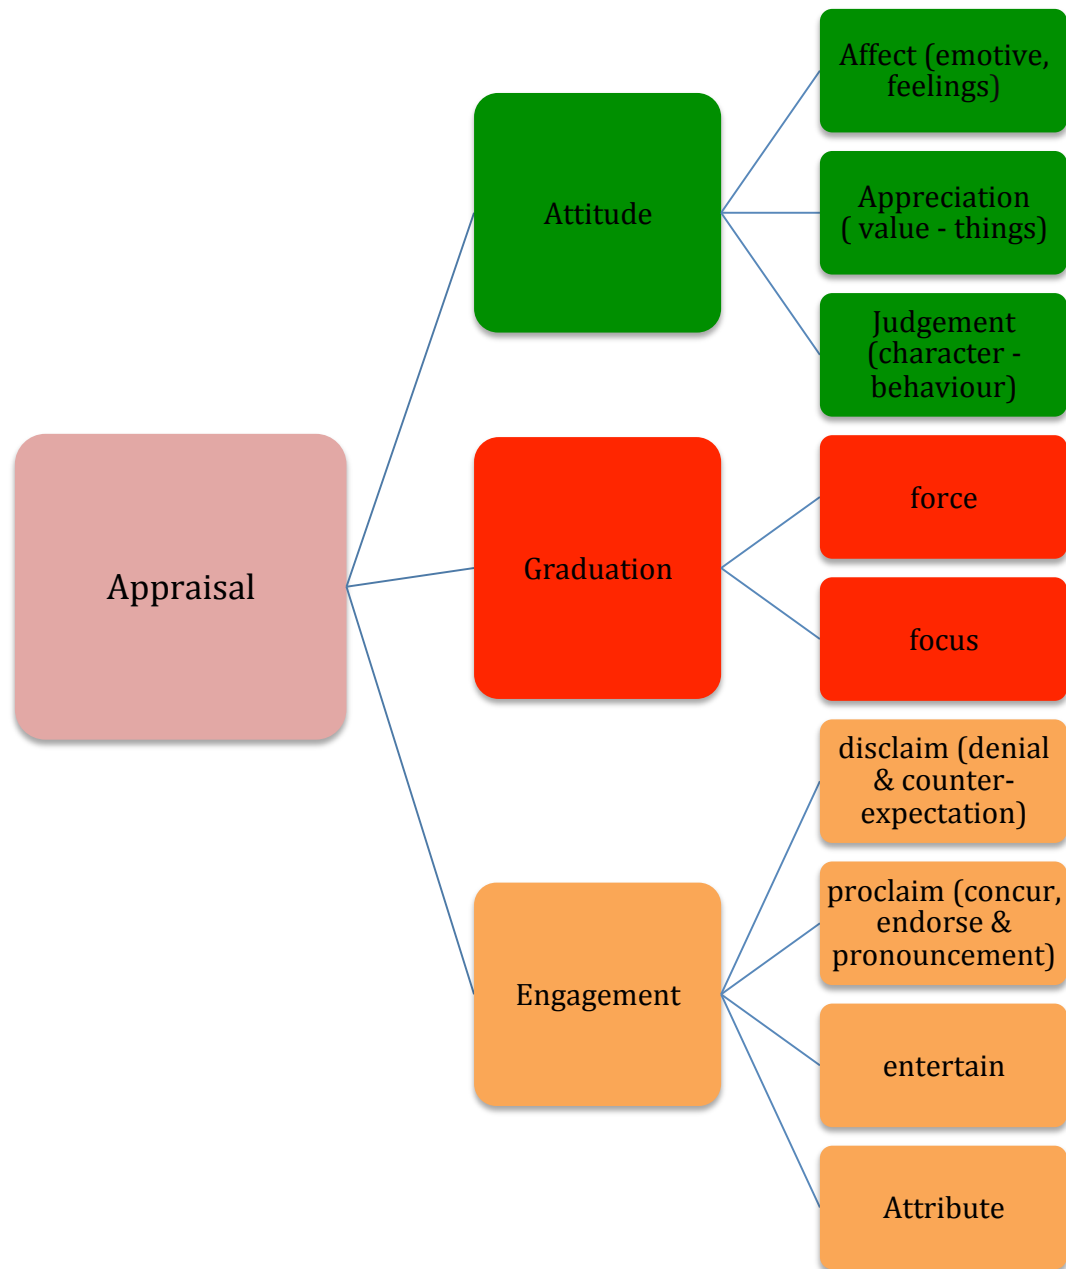 Affect (emotive,
feelings)
Attitude
Appreciation
( value - things)
Judgement
(character -
behaviour)
Appraisal
Graduation
force
focus
disclaim (denial
& counter-
expectation)
Engagement
proclaim (concur,
endorse &
pronouncement)
entertain
Attribute